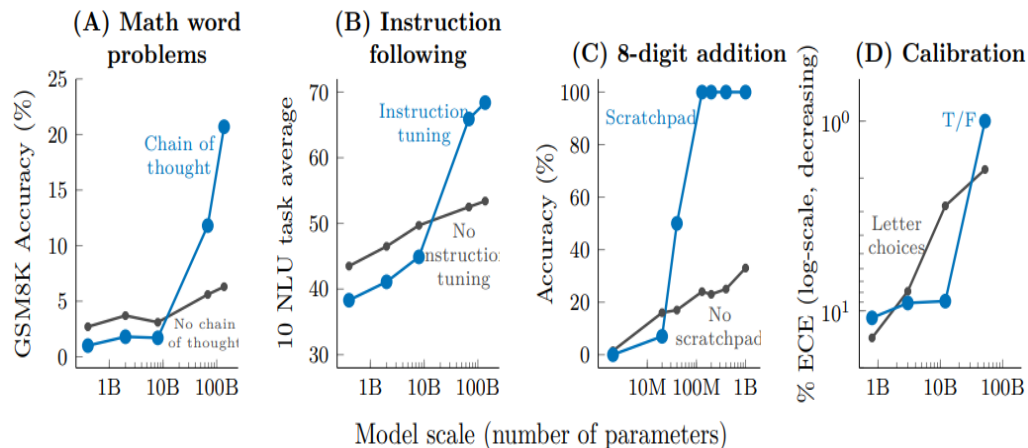 (A) Math word
problems
GSM8K Accuracy (%)
25
20
15
10
5
0
Chain of
thought
No chain
of thought
1B 10B 100B
(B) Instruction
following
10 NLU task average
70
60
50
40
30
Instruction
tuning
No
instruction
tuning
1B 10B 100B
(C) 8-digit addition
Accuracy (%)
100
80
60
40
20
0
Scratchpad
No
scratchpad
10M 100M 1B
(D) Calibration
% ECE (log-scale, decreasing)
10⁰
10¹
T/F
Letter
choices
1B 10B 100B
Model scale (number of parameters)